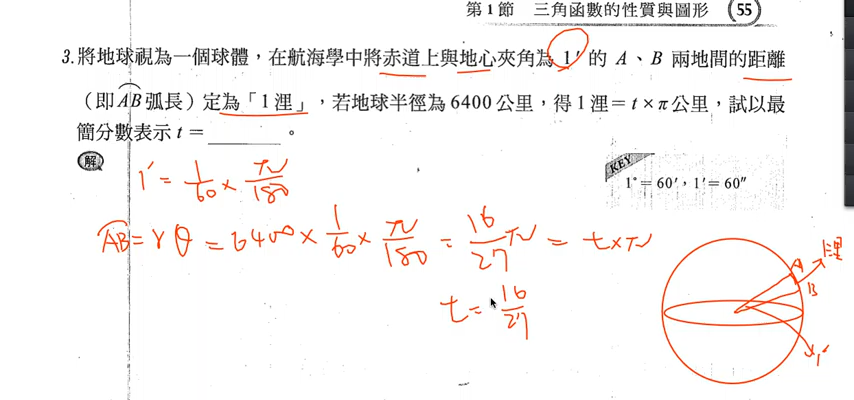 第 1 節 三角函數的性質與圖形 55
3. 將地球視為一個球體，在航海學中將赤道上與地心夾角為 1′ 的 A、B 兩地間的距離
（即 AB 弧長）定為「1 浬」，若地球半徑為 6400 公里，得 1 浬 = t × π 公里，試以最
簡分數表示 t = ______ 。
解
KEY
1° = 60′，1′ = 60″
1′ = 1/60 × π/180
AB = rθ = 6400 × 1/60 × π/180 = 16/27 π = t × π
t = 16/27
A
B
1浬
1′